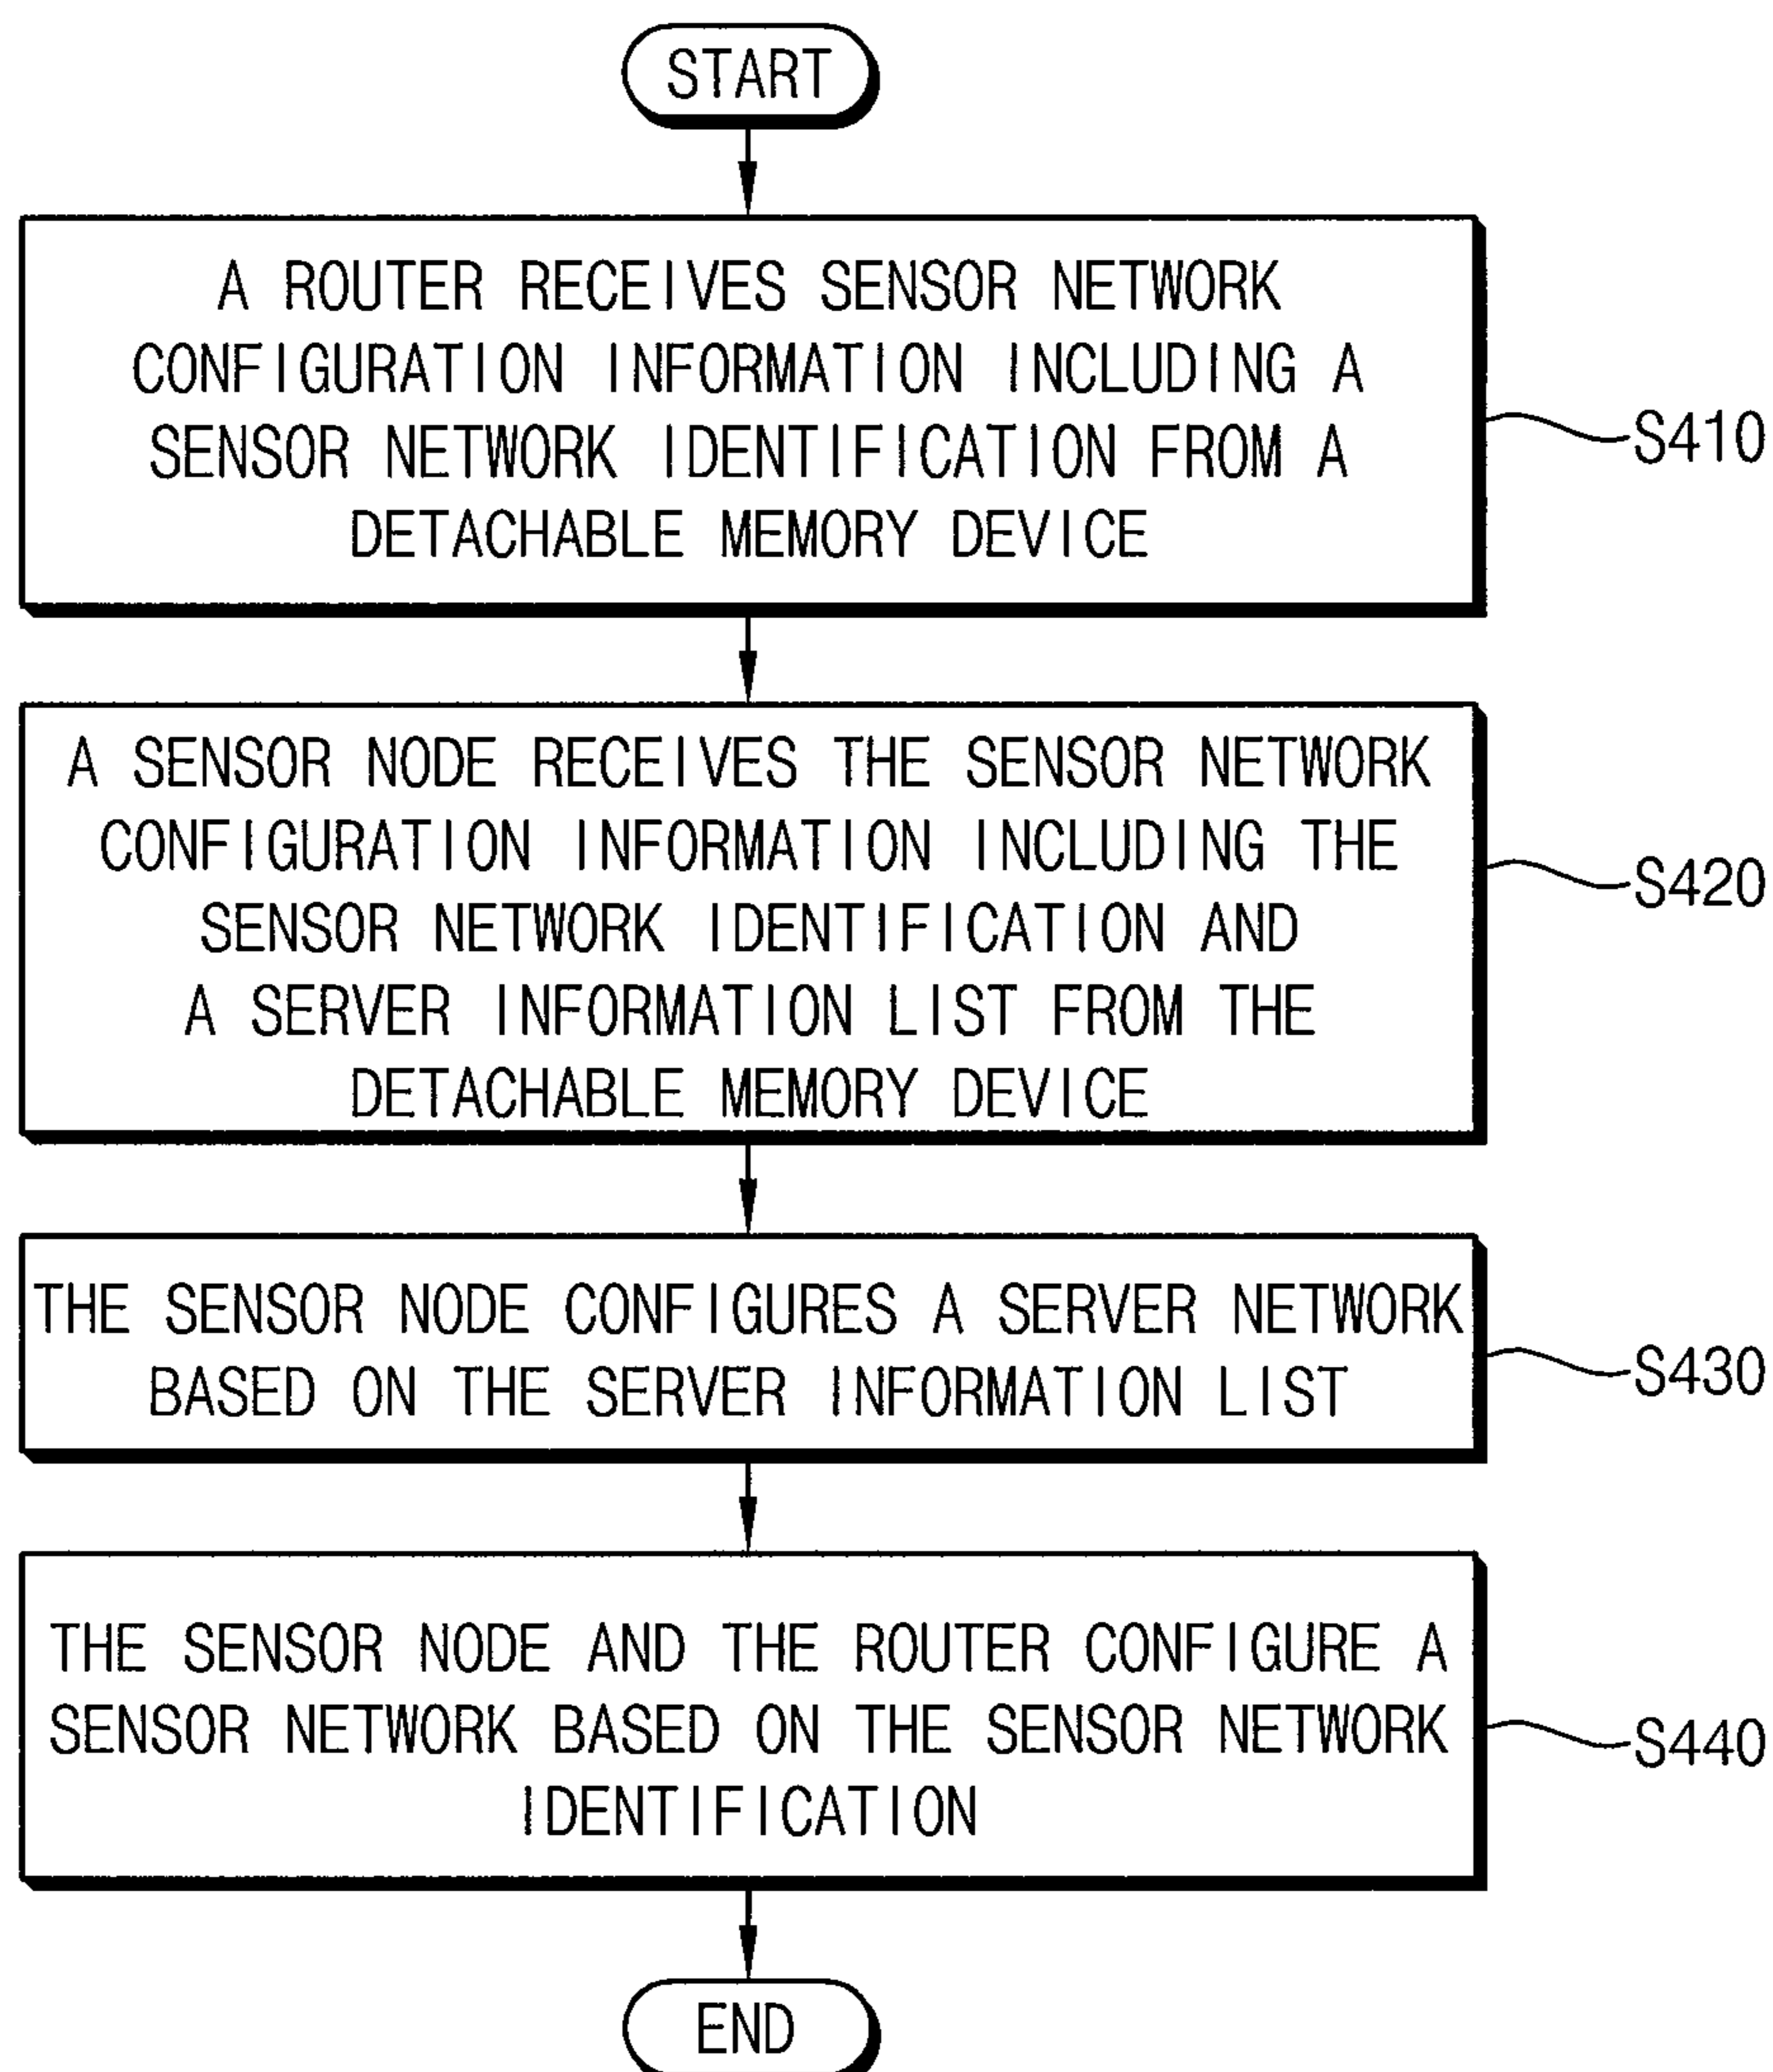 START
A ROUTER RECEIVES SENSOR NETWORK
CONFIGURATION INFORMATION INCLUDING A
SENSOR NETWORK IDENTIFICATION FROM A
DETACHABLE MEMORY DEVICE
S410
A SENSOR NODE RECEIVES THE SENSOR NETWORK
CONFIGURATION INFORMATION INCLUDING THE
SENSOR NETWORK IDENTIFICATION AND
A SERVER INFORMATION LIST FROM THE
DETACHABLE MEMORY DEVICE
S420
THE SENSOR NODE CONFIGURES A SERVER NETWORK
BASED ON THE SERVER INFORMATION LIST
S430
THE SENSOR NODE AND THE ROUTER CONFIGURE A
SENSOR NETWORK BASED ON THE SENSOR NETWORK
IDENTIFICATION
S440
END